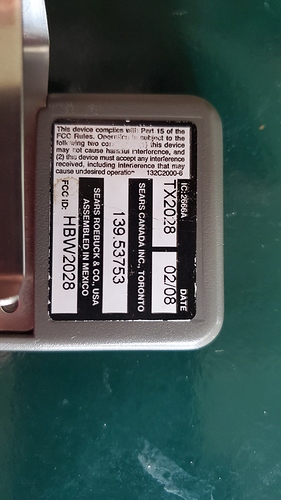 This device complies with Part 15 of the
FCC Rules. Operation is subject to the
following two con (1) this device
may not cause harmful interference, and
(2) this device must accept any interference
received, including interference that may
cause undesired operation 132C2000-6
IC: 2666A
TX2028
DATE
02/08
SEARS CANADA INC., TORONTO
139.53753
SEARS ROEBUCK & CO., USA
ASSEMBLED IN MEXICO
FCC ID: HBW2028